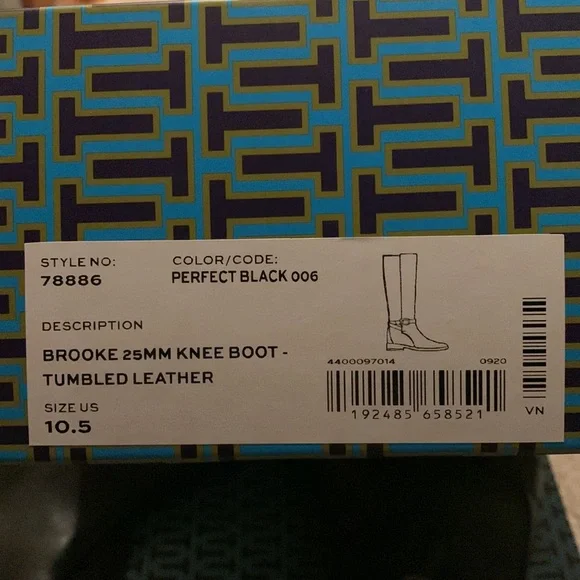 STYLE NO:
78886
COLOR/CODE:
PERFECT BLACK 006
DESCRIPTION
BROOKE 25MM KNEE BOOT -
TUMBLED LEATHER
SIZE US
10.5
4400097014 0920
192485 658521
VN